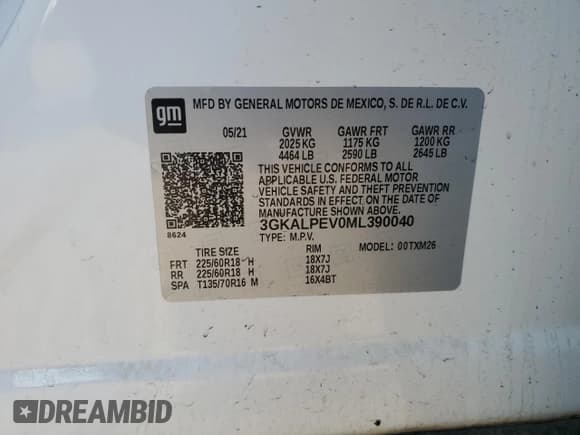 gm
MFD BY GENERAL MOTORS DE MEXICO, S. DE R.L. DE C.V.
05/21 GVWR GAWR FRT GAWR RR
2025 KG 1175 KG 1200 KG
4464 LB 2590 LB 2645 LB
THIS VEHICLE CONFORMS TO ALL
APPLICABLE U.S. FEDERAL MOTOR
VEHICLE SAFETY AND THEFT PREVENTION
STANDARDS IN EFFECT ON THE DATE OF
MANUFACTURE SHOWN ABOVE.
3GKALPEV0ML390040
8624 TYPE: M.P.V. MODEL: 00TXM26
TIRE SIZE RIM
FRT 225/60R18 H 18X7J
RR 225/60R18 H 18X7J
SPA T135/70R16 M 16X4BT
DREAMBID